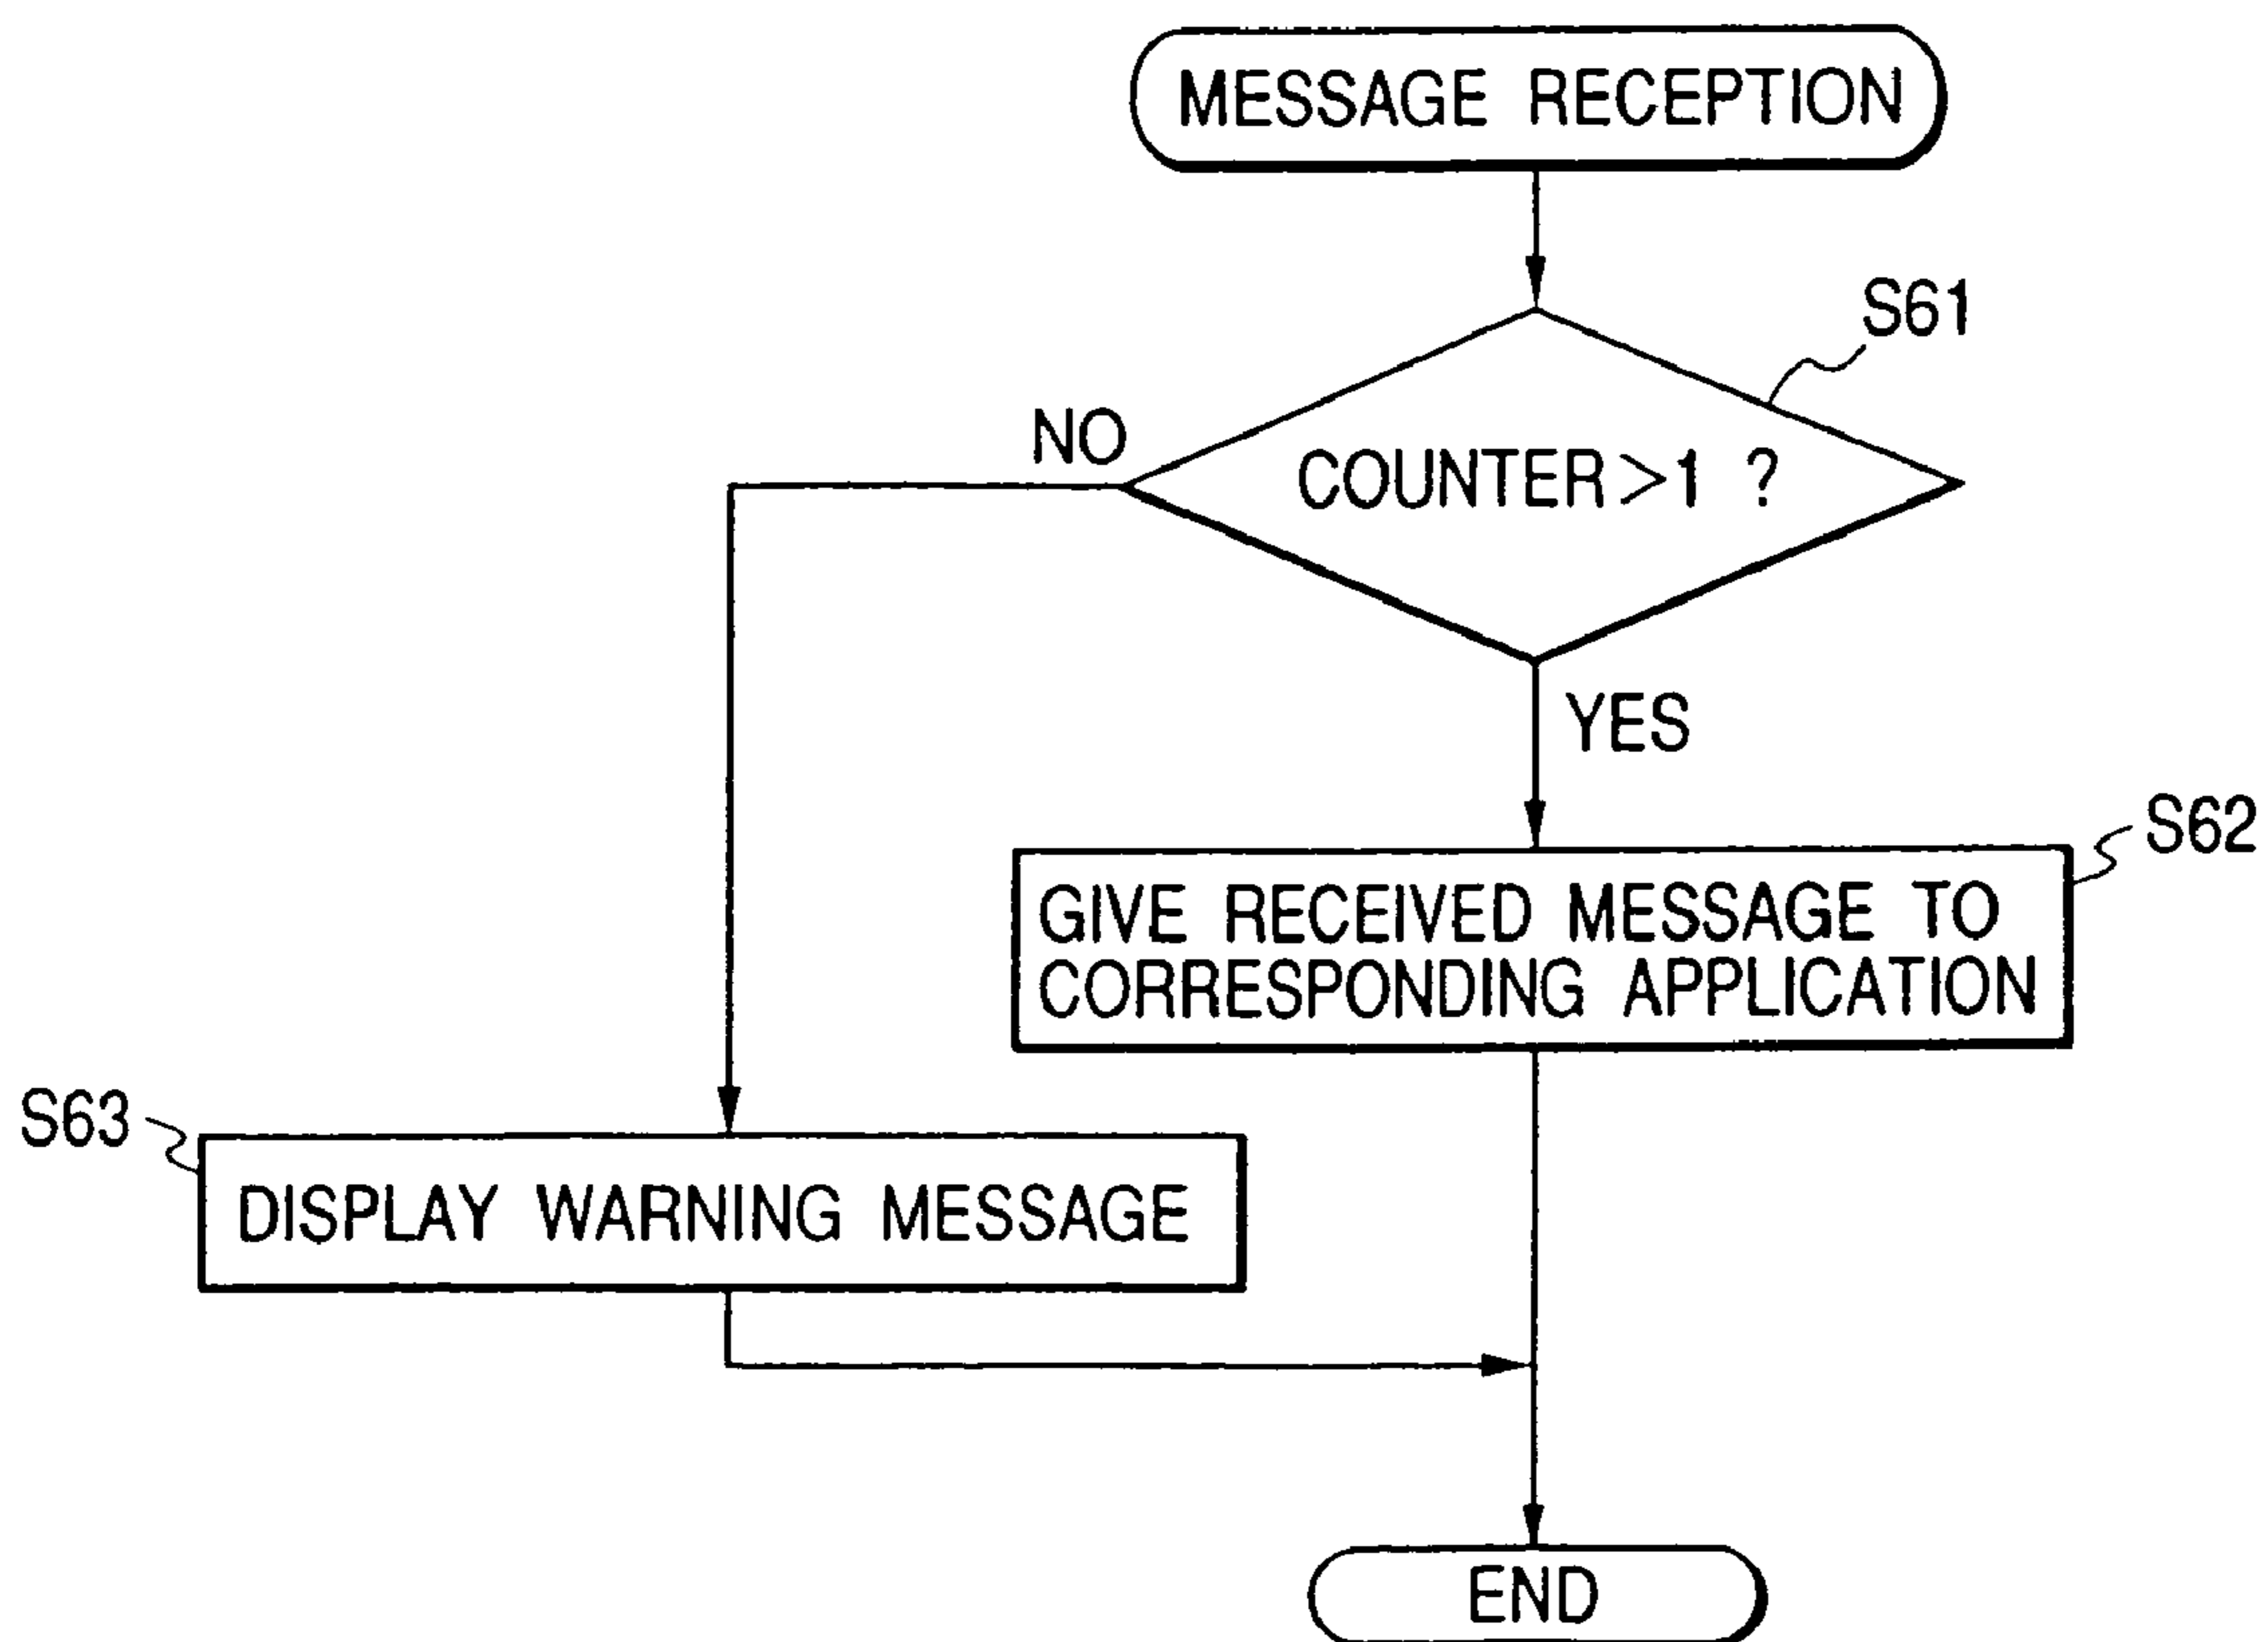 MESSAGE RECEPTION
S61
NO
COUNTER>1 ?
YES
S62
GIVE RECEIVED MESSAGE TO
CORRESPONDING APPLICATION
S63
DISPLAY WARNING MESSAGE
END